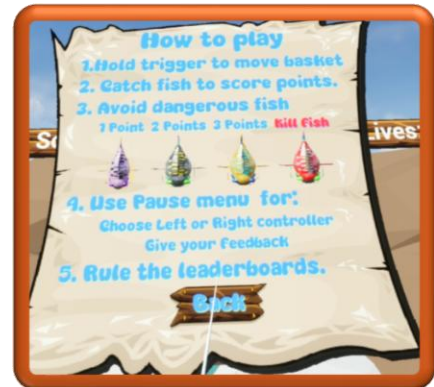 How to play
1.Hold trigger to move basket
2. Catch fish to score points.
3. Avoid dangerous fish
1 Point 2 Points 3 Points Kill Fish
4. Use Pause menu for:
Choose Left or Right controller
Give your feedback
5. Rule the leaderboards.
Back